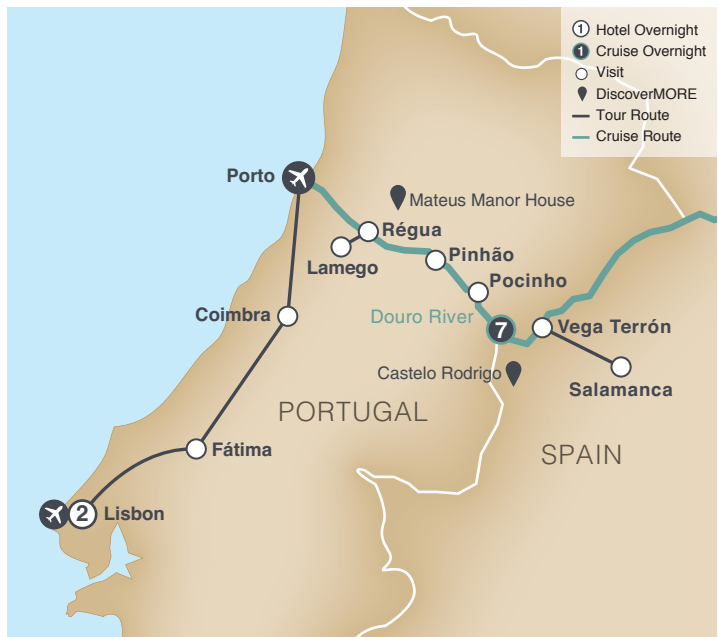 1 Hotel Overnight
1 Cruise Overnight
Visit
DiscoverMORE
Tour Route
Cruise Route
Porto
Mateus Manor House
Régua
Lamego
Pinhão
Pocinho
Coimbra
Douro River
7
Vega Terrón
Castelo Rodrigo
Salamanca
PORTUGAL
SPAIN
Fátima
2 Lisbon